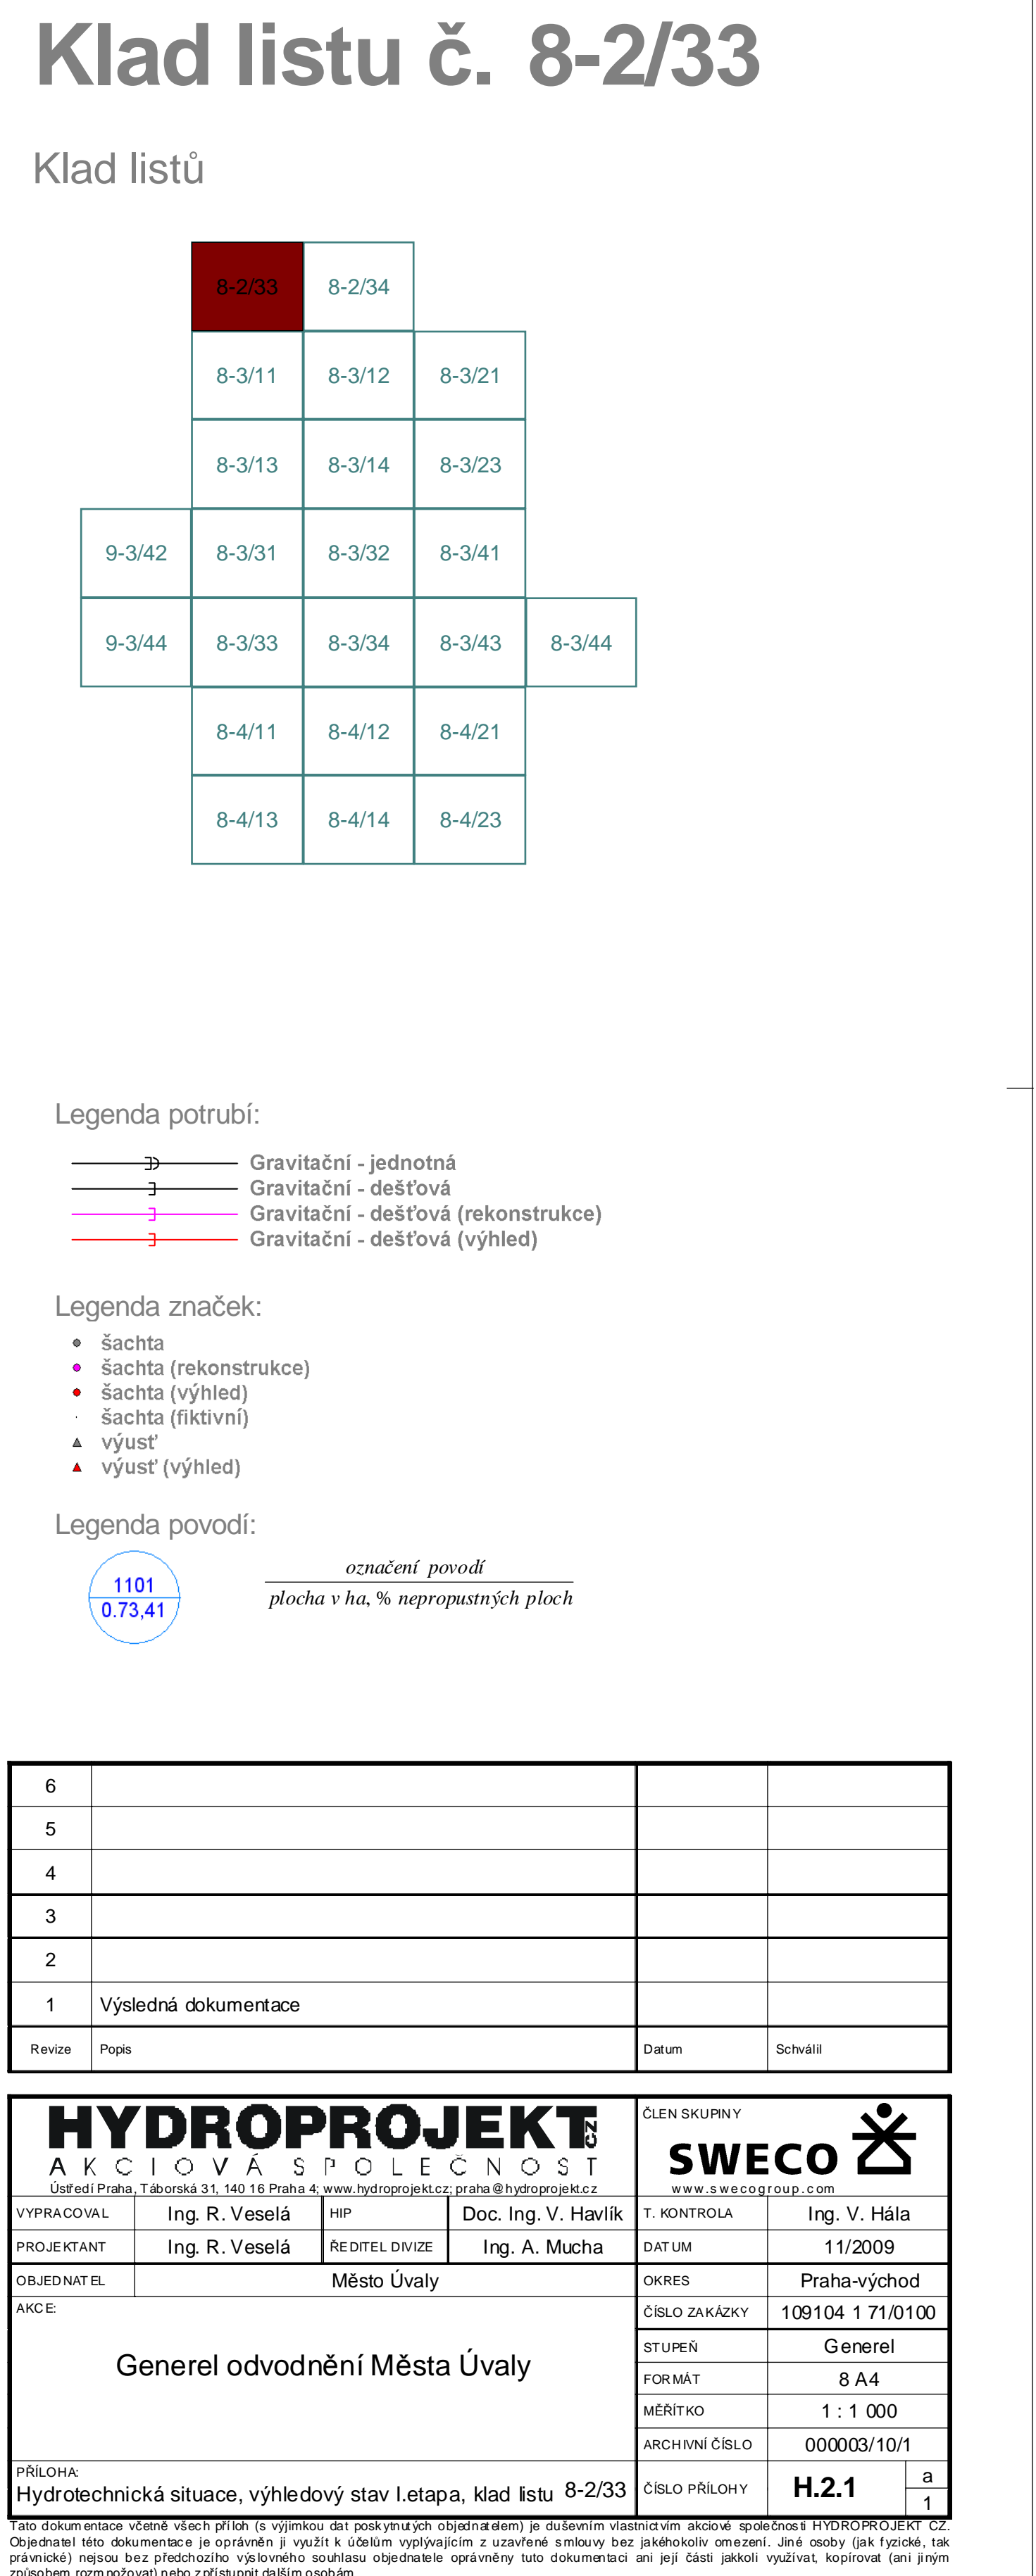 Klad listu č. 8-2/33
Klad listů
8-2/33 8-2/34
8-3/11 8-3/12 8-3/21
8-3/13 8-3/14 8-3/23
9-3/42 8-3/31 8-3/32 8-3/41
9-3/44 8-3/33 8-3/34 8-3/43 8-3/44
8-4/11 8-4/12 8-4/21
8-4/13 8-4/14 8-4/23
Legenda potrubí:
Gravitační - jednotná
Gravitační - dešťová
Gravitační - dešťová (rekonstrukce)
Gravitační - dešťová (výhled)
Legenda značek:
šachta
šachta (rekonstrukce)
šachta (výhled)
šachta (fiktivní)
výusť
výusť (výhled)
Legenda povodí:
1101
0.73,41
označení povodí
plocha v ha, % nepropustných ploch
6
5
4
3
2
1 Výsledná dokumentace
Revize Popis Datum Schválil
HYDROPROJEKT CZ
AKCIOVÁ SPOLEČNOST
Ústředí Praha, Táborská 31, 140 16 Praha 4; www.hydroprojekt.cz; praha@hydroprojekt.cz
ČLEN SKUPINY
SWECO
www.swecogroup.com
VYPRACOVAL Ing. R. Veselá HIP Doc. Ing. V. Havlík T. KONTROLA Ing. V. Hála
PROJEKTANT Ing. R. Veselá ŘEDITEL DIVIZE Ing. A. Mucha DATUM 11/2009
OBJEDNATEL Město Úvaly OKRES Praha-východ
AKCE:
Generel odvodnění Města Úvaly
ČÍSLO ZAKÁZKY 109104 1 71/0100
STUPEŇ Generel
FORMÁT 8 A4
MĚŘÍTKO 1 : 1 000
ARCHIVNÍ ČÍSLO 000003/10/1
PŘÍLOHA:
Hydrotechnická situace, výhledový stav I.etapa, klad listu 8-2/33
ČÍSLO PŘÍLOHY H.2.1 a
1
Tato dokumentace včetně všech příloh (s výjimkou dat poskytnutých objednatelem) je duševním vlastnictvím akciové společnosti HYDROPROJEKT CZ.
Objednatel této dokumentace je oprávněn ji využít k účelům vyplývajícím z uzavřené smlouvy bez jakéhokoliv omezení. Jiné osoby (jak fyzické, tak
právnické) nejsou bez předchozího výslovného souhlasu objednatele oprávněny tuto dokumentaci ani její části jakkoli využívat, kopírovat (ani jiným
způsobem rozmnožovat) nebo zpřístupnit dalším osobám.